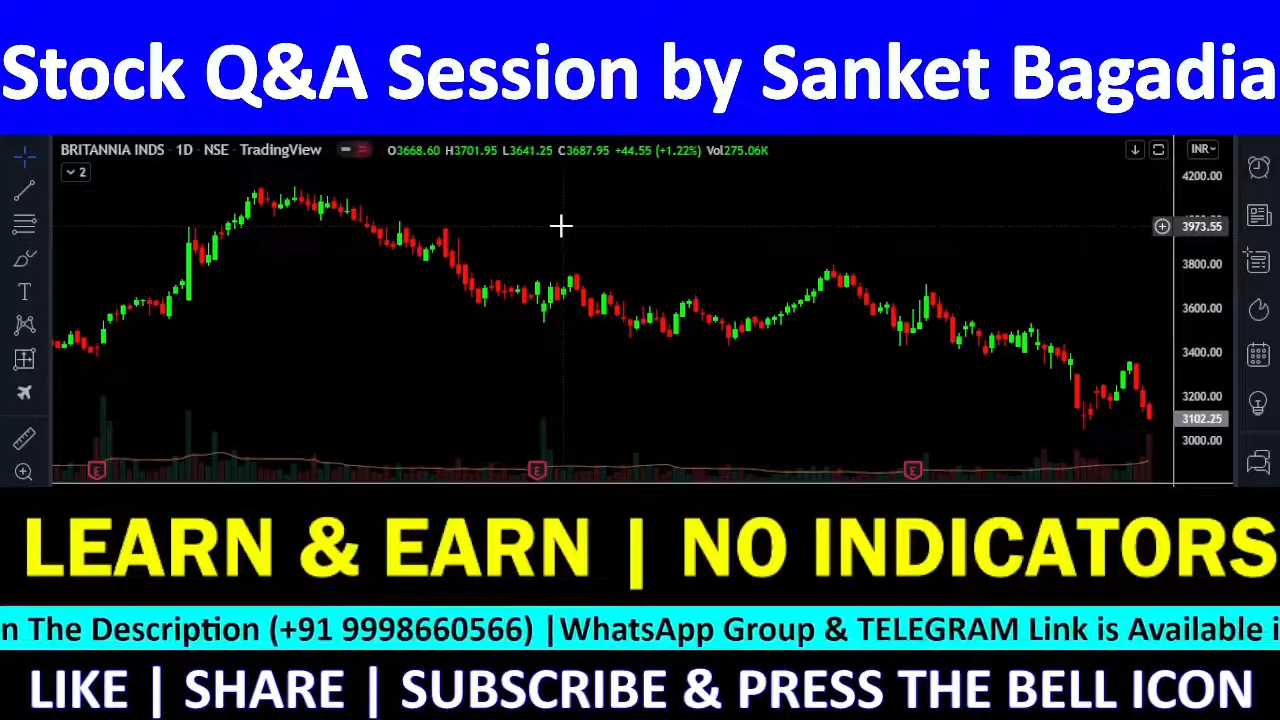 Stock Q&A Session by Sanket Bagadia
BRITANNIA INDS · 1D · NSE · TradingView O3668.60 H3701.95 L3641.25 C3687.95 +44.55 (+1.22%) Vol275.06K INR
2
4200.00
3973.55
3800.00
3600.00
3400.00
3200.00
3102.25
3000.00
E E E
LEARN & EARN | NO INDICATORS
n The Description (+91 9998660566) |WhatsApp Group & TELEGRAM Link is Available i
LIKE | SHARE | SUBSCRIBE & PRESS THE BELL ICON